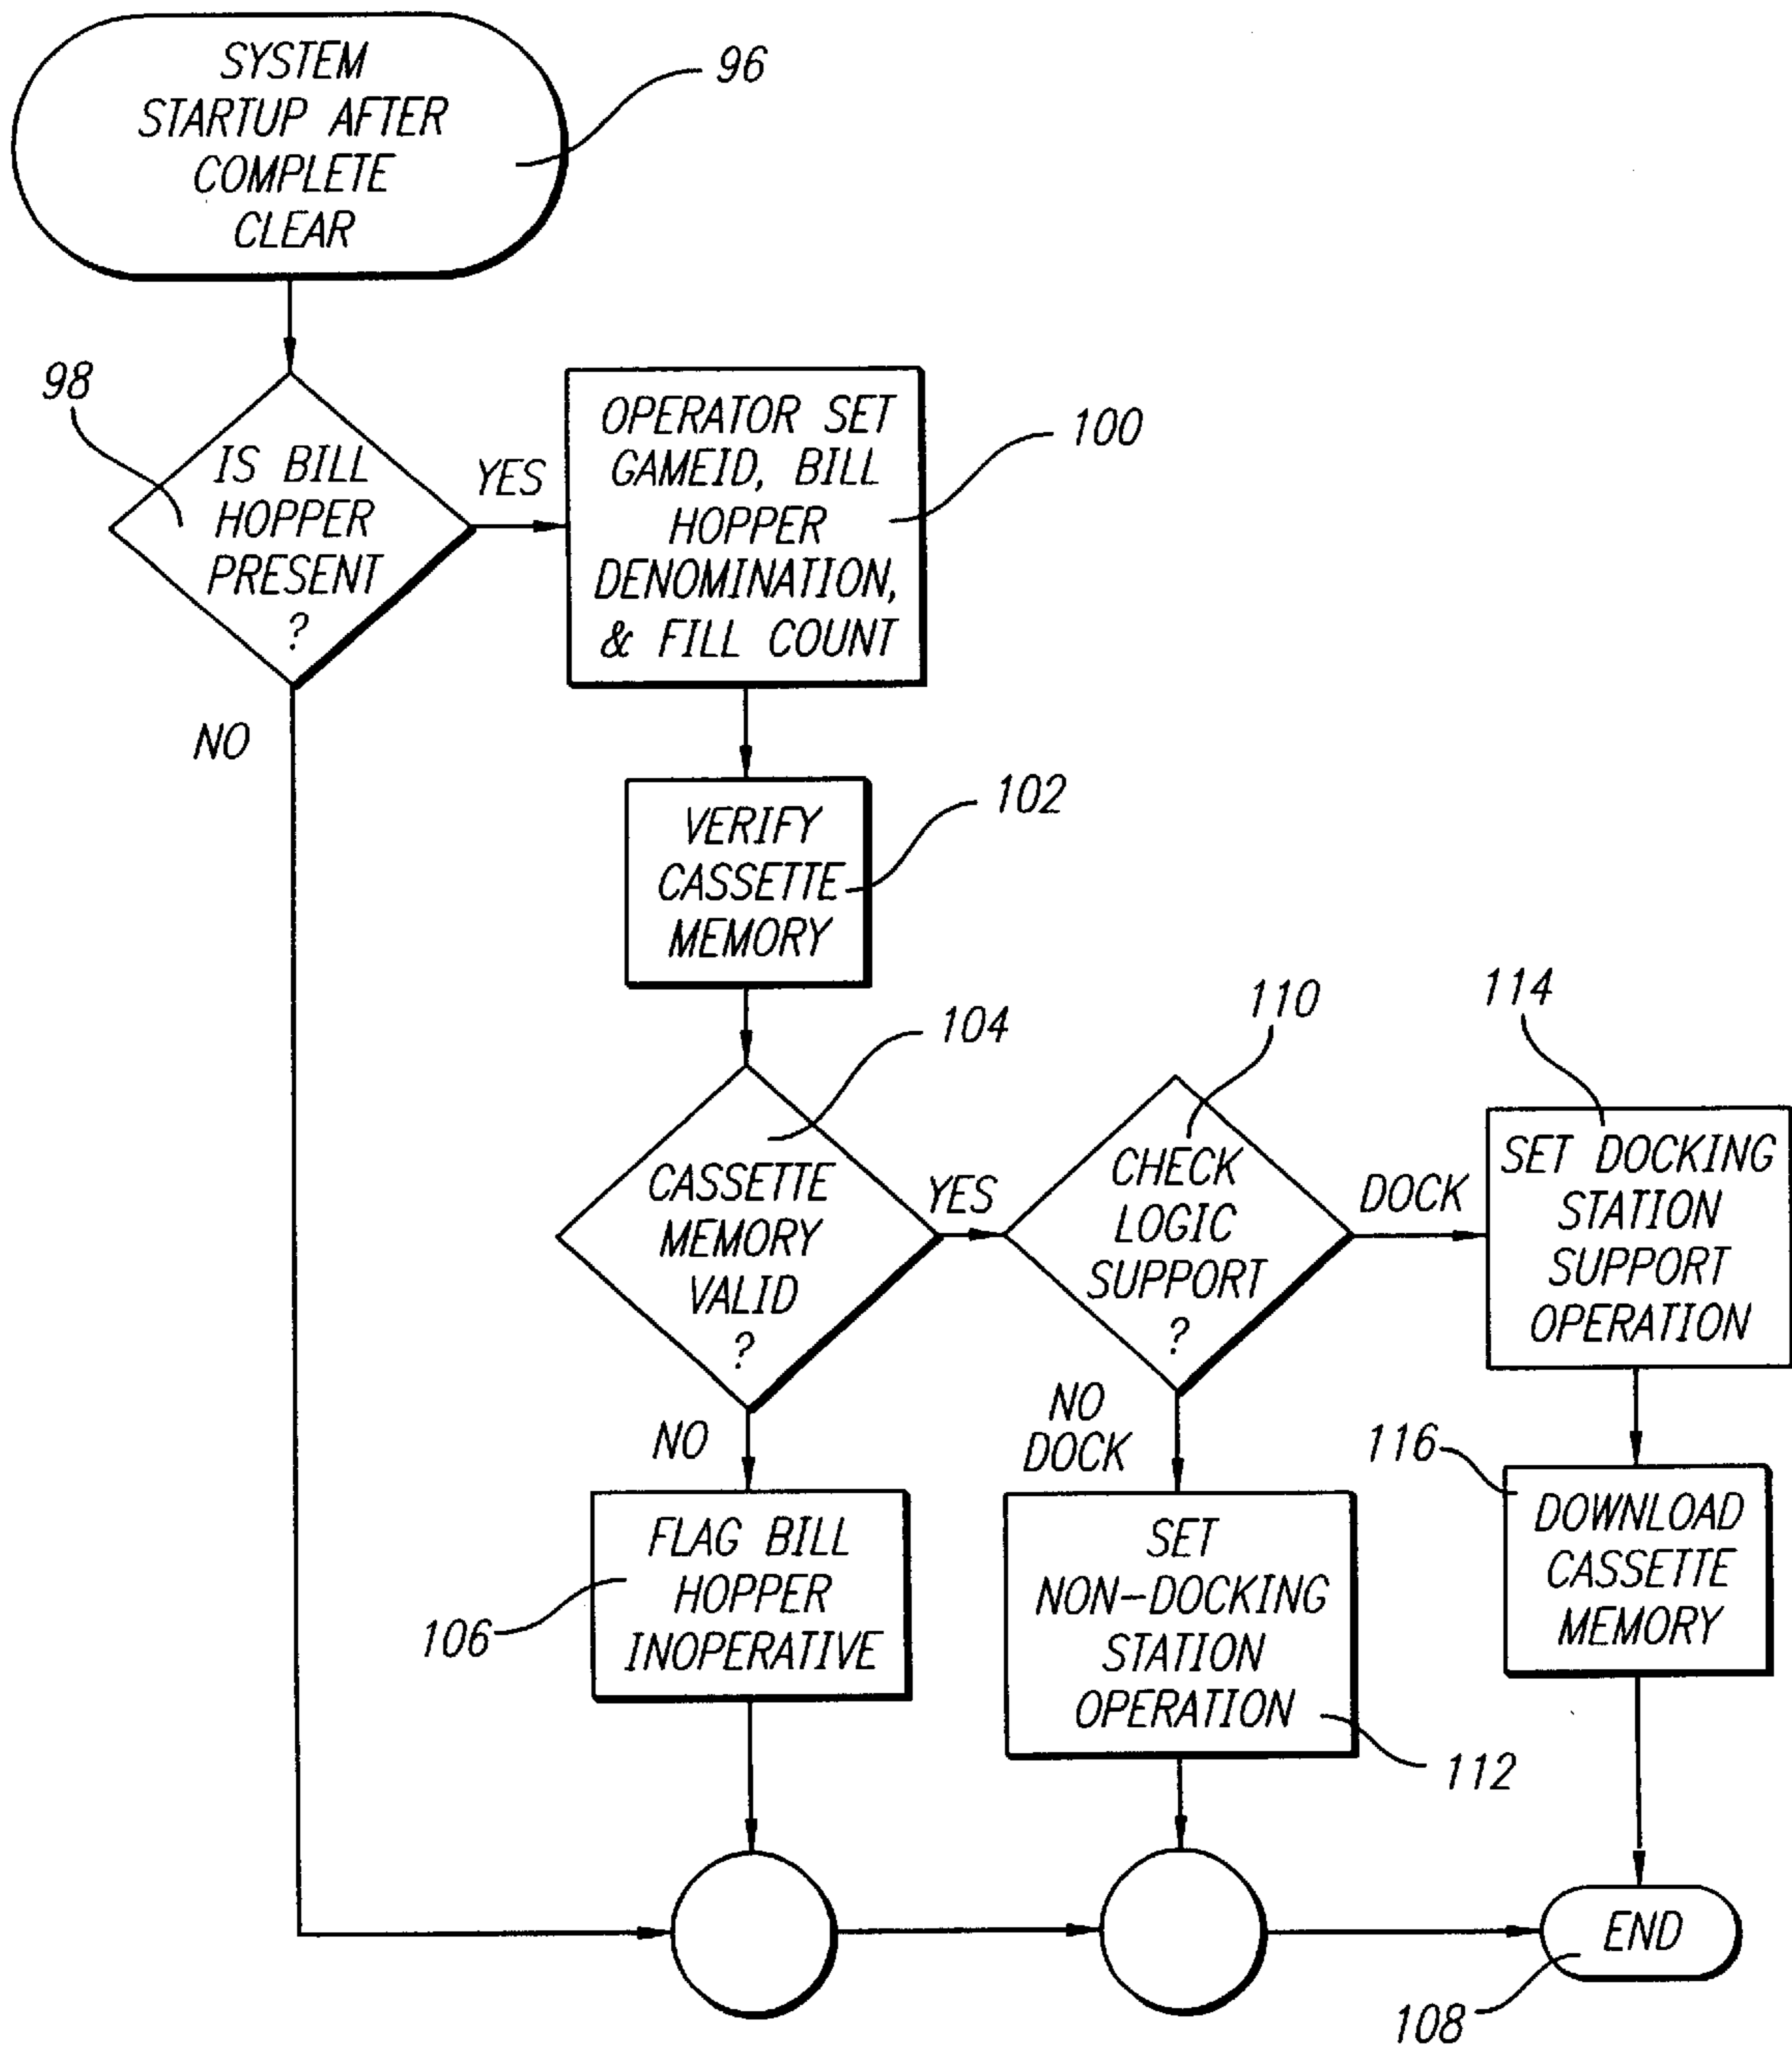 SYSTEM
STARTUP AFTER
COMPLETE
CLEAR
96
98
IS BILL
HOPPER
PRESENT
?
YES
NO
OPERATOR SET
GAMEID, BILL
HOPPER
DENOMINATION,
& FILL COUNT
100
VERIFY
CASSETTE
MEMORY
102
104
CASSETTE
MEMORY
VALID
?
YES
NO
110
CHECK
LOGIC
SUPPORT
?
DOCK
NO
DOCK
114
SET DOCKING
STATION
SUPPORT
OPERATION
116
DOWNLOAD
CASSETTE
MEMORY
FLAG BILL
HOPPER
INOPERATIVE
106
SET
NON-DOCKING
STATION
OPERATION
112
END
108